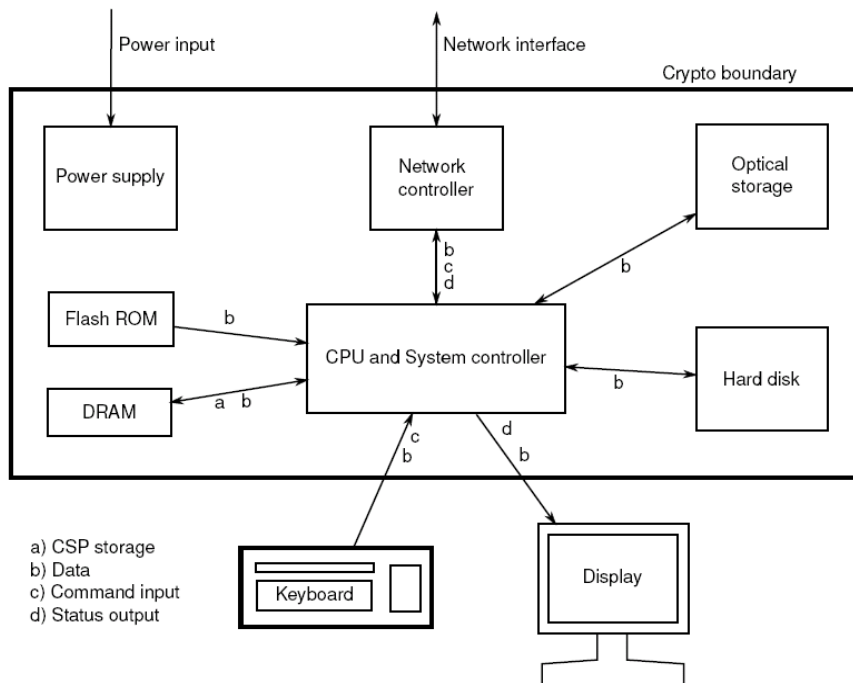 Power input
Network interface
Crypto boundary
Power supply
Network
controller
Optical
storage
b
c
d
b
Flash ROM
b
CPU and System controller
b
Hard disk
DRAM
a b
c
b
d
b
a) CSP storage
b) Data
c) Command input
d) Status output
Keyboard
Display